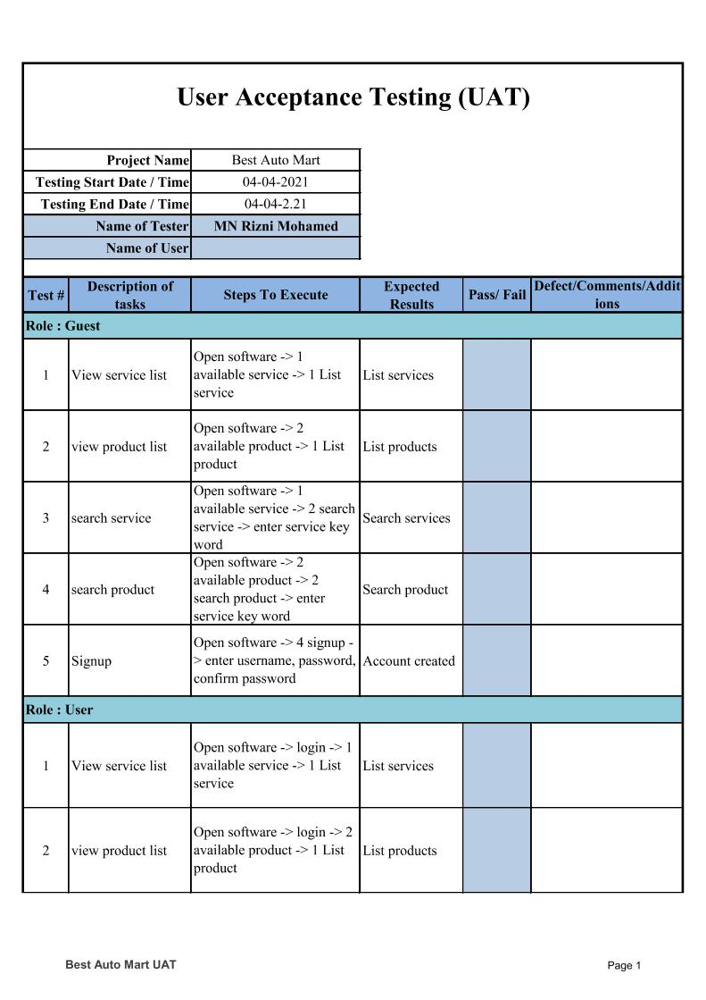 User Acceptance Testing (UAT)
Project Name Best Auto Mart
Testing Start Date / Time 04-04-2021
Testing End Date / Time 04-04-2.21
Name of Tester MN Rizni Mohamed
Name of User
Test # Description of tasks Steps To Execute Expected Results Pass/ Fail Defect/Comments/Additions
Role : Guest
1 View service list Open software -> 1
available service -> 1 List
service
List services
2 view product list Open software -> 2
available product -> 1 List
product
List products
3 search service Open software -> 1
available service -> 2 search
service -> enter service key
word
Search services
4 search product Open software -> 2
available product -> 2
search product -> enter
service key word
Search product
5 Signup Open software -> 4 signup -
> enter username, password,
confirm password
Account created
Role : User
1 View service list Open software -> login -> 1
available service -> 1 List
service
List services
2 view product list Open software -> login -> 2
available product -> 1 List
product
List products
Best Auto Mart UAT Page 1